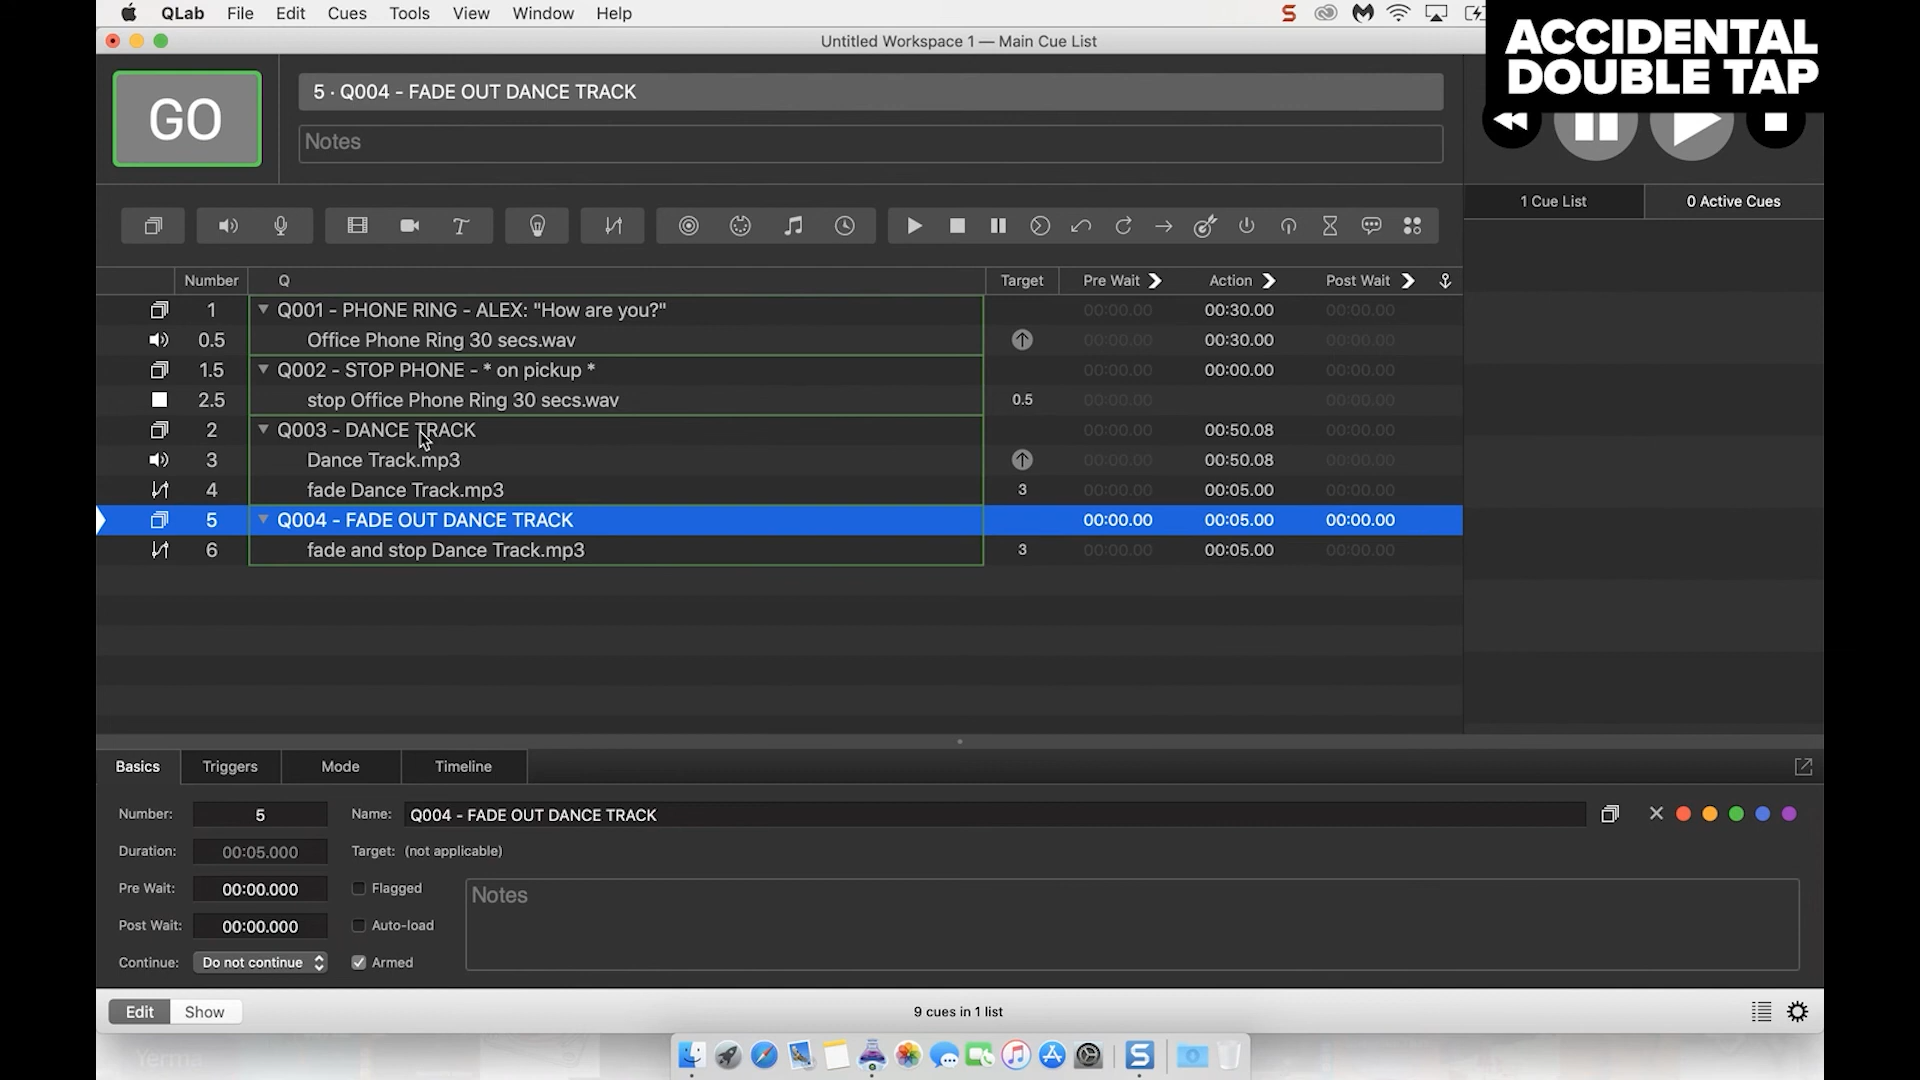 QLab File Edit Cues Tools View Window Help
Untitled Workspace 1 — Main Cue List
ACCIDENTAL
DOUBLE TAP
GO
5 · Q004 - FADE OUT DANCE TRACK
Notes
1 Cue List
0 Active Cues
Number Q Target Pre Wait Action Post Wait
1 Q001 - PHONE RING - ALEX: "How are you?" 00:00.00 00:30.00 00:00.00
0.5 Office Phone Ring 30 secs.wav 00:00.00 00:30.00 00:00.00
1.5 Q002 - STOP PHONE - * on pickup * 00:00.00 00:00.00 00:00.00
2.5 stop Office Phone Ring 30 secs.wav 0.5 00:00.00 00:00.00
2 Q003 - DANCE TRACK 00:00.00 00:50.08 00:00.00
3 Dance Track.mp3 00:00.00 00:50.08 00:00.00
4 fade Dance Track.mp3 3 00:00.00 00:05.00 00:00.00
5 Q004 - FADE OUT DANCE TRACK 00:00.00 00:05.00 00:00.00
6 fade and stop Dance Track.mp3 3 00:00.00 00:05.00 00:00.00
Basics Triggers Mode Timeline
Number: 5 Name: Q004 - FADE OUT DANCE TRACK
Duration: 00:05.000 Target: (not applicable)
Pre Wait: 00:00.000 Flagged Notes
Post Wait: 00:00.000 Auto-load
Continue: Do not continue Armed
Edit Show 9 cues in 1 list